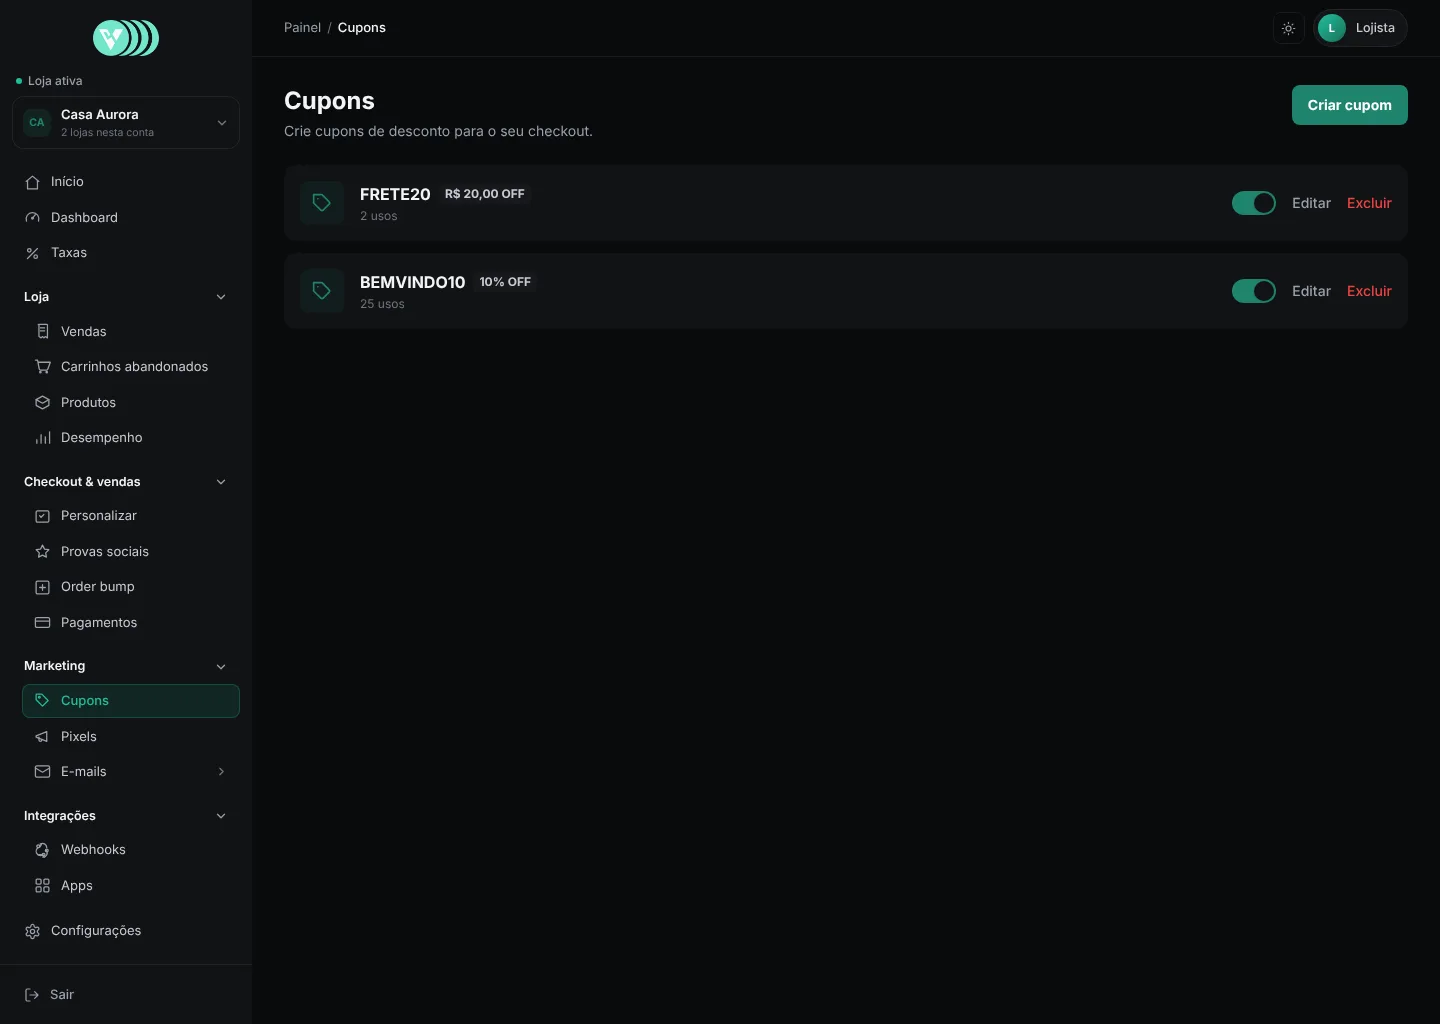 Painel / Cupons
L
Lojista
Loja ativa
CA
Casa Aurora
2 lojas nesta conta
Início
Dashboard
Taxas
Loja
Vendas
Carrinhos abandonados
Produtos
Desempenho
Checkout & vendas
Personalizar
Provas sociais
Order bump
Pagamentos
Marketing
Cupons
Pixels
E-mails
Integrações
Webhooks
Apps
Configurações
Sair
Cupons
Crie cupons de desconto para o seu checkout.
Criar cupom
FRETE20 R$ 20,00 OFF
2 usos
Editar Excluir
BEMVINDO10 10% OFF
25 usos
Editar Excluir